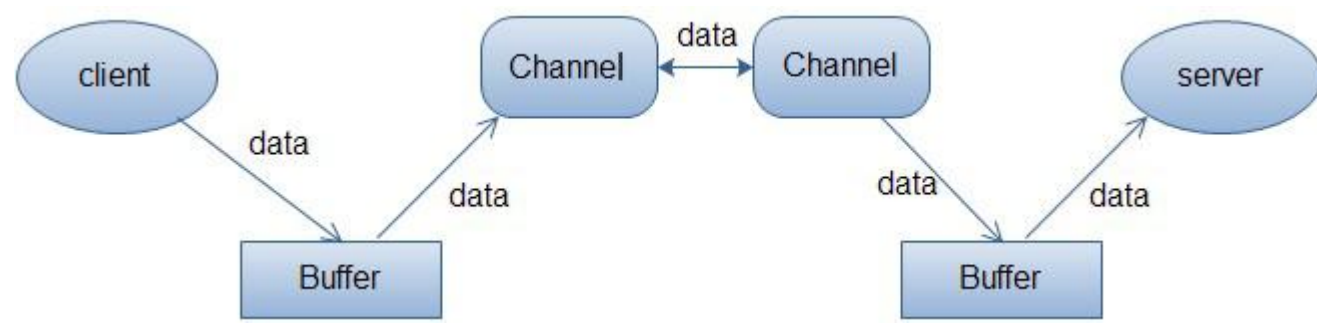 client
data
Buffer
data
Channel
data
Channel
data
Buffer
data
server